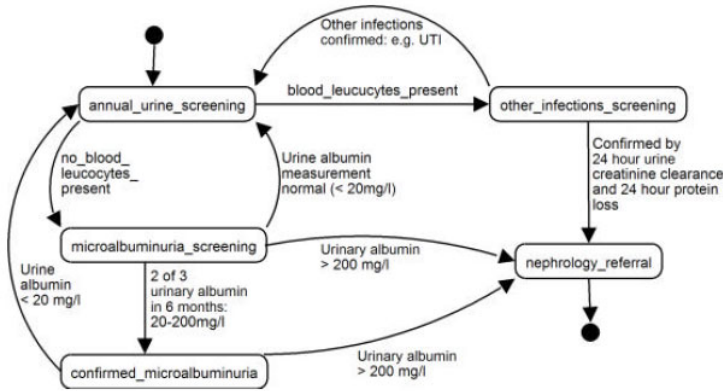 Other infections
confirmed: e.g. UTI
annual_urine_screening
blood_leucucytes_present
other_infections_screening
no_blood_
leucocytes_
present
Urine albumin
measurement
normal (< 20mg/l)
Confirmed by
24 hour urine
creatinine clearance
and 24 hour protein
loss
microalbuminuria_screening
Urinary albumin
> 200 mg/l
nephrology_referral
Urine
albumin
< 20 mg/l
2 of 3
urinary albumin
in 6 months:
20-200mg/l
confirmed_microalbuminuria
Urinary albumin
> 200 mg/l